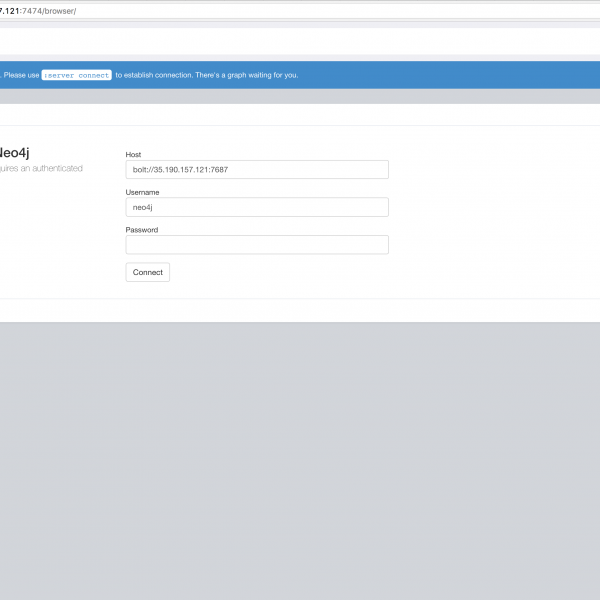 7.121:7474/browser/
. Please use :server connect to establish connection. There's a graph waiting for you.
Neo4j
uires an authenticated
Host
bolt://35.190.157.121:7687
Username
neo4j
Password
Connect